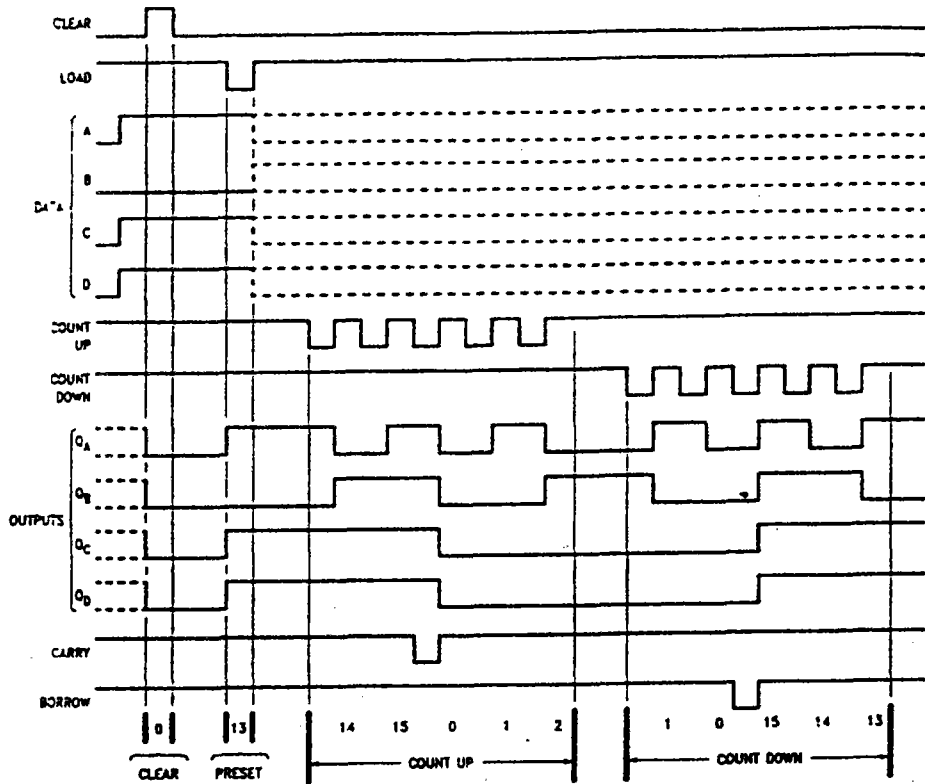 CLEAR
LOAD
A
B
DATA
C
D
COUNT
UP
COUNT
DOWN
QA
QB
OUTPUTS
QC
QD
CARRY
BORROW
0 13 14 15 0 1 2 1 0 15 14 13
CLEAR PRESET COUNT UP COUNT DOWN